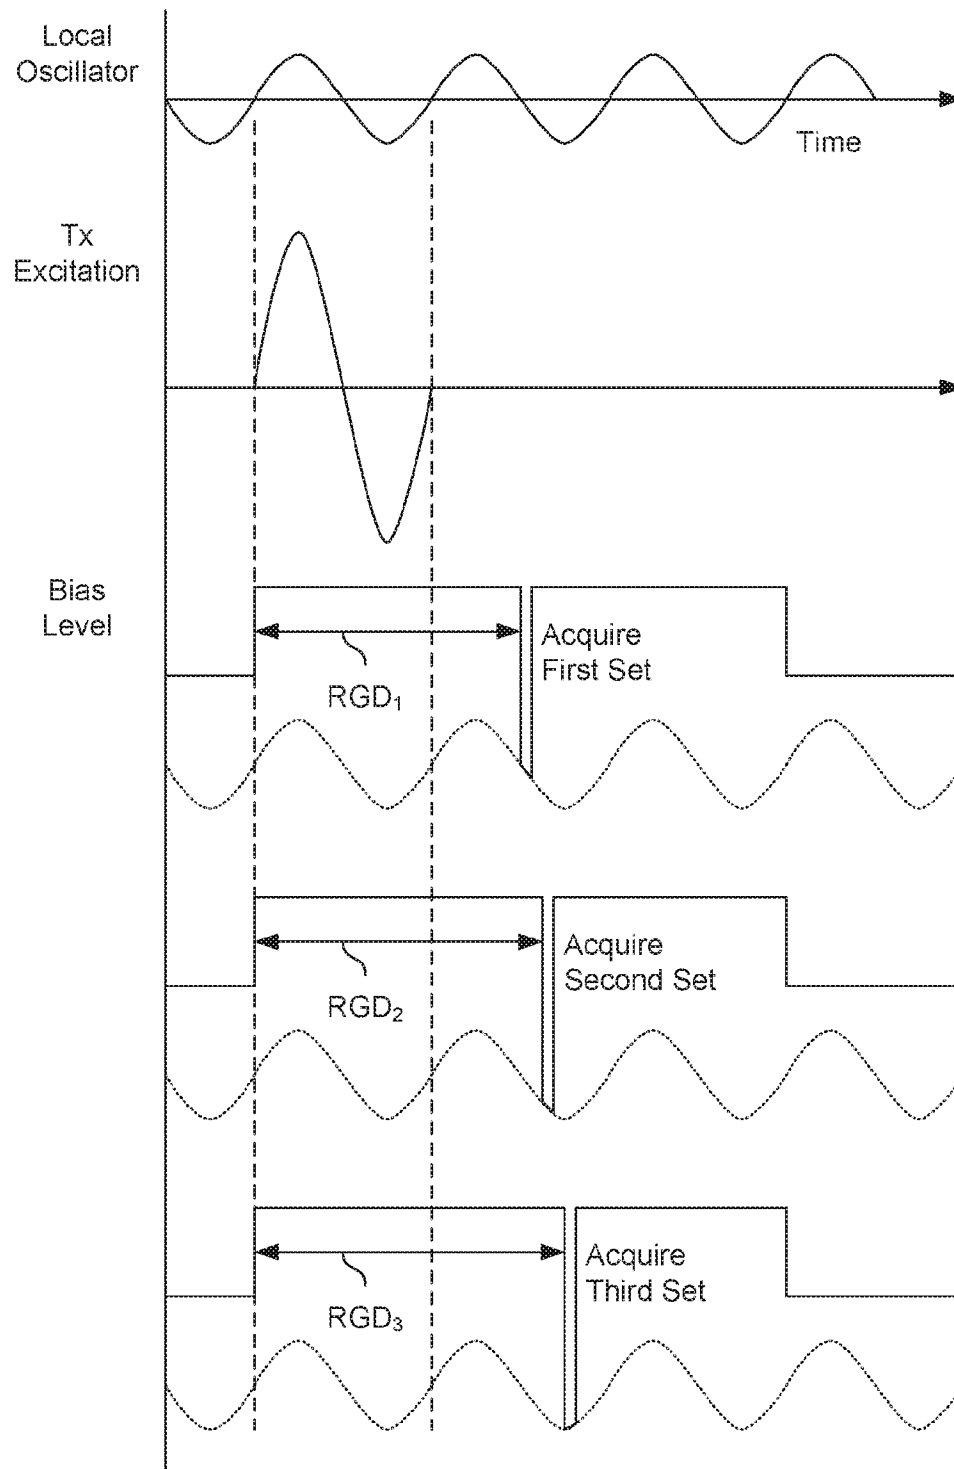 Local
Oscillator
Time
Tx
Excitation
Bias
Level
Acquire
First Set
RGD₁
Acquire
Second Set
RGD₂
Acquire
Third Set
RGD₃